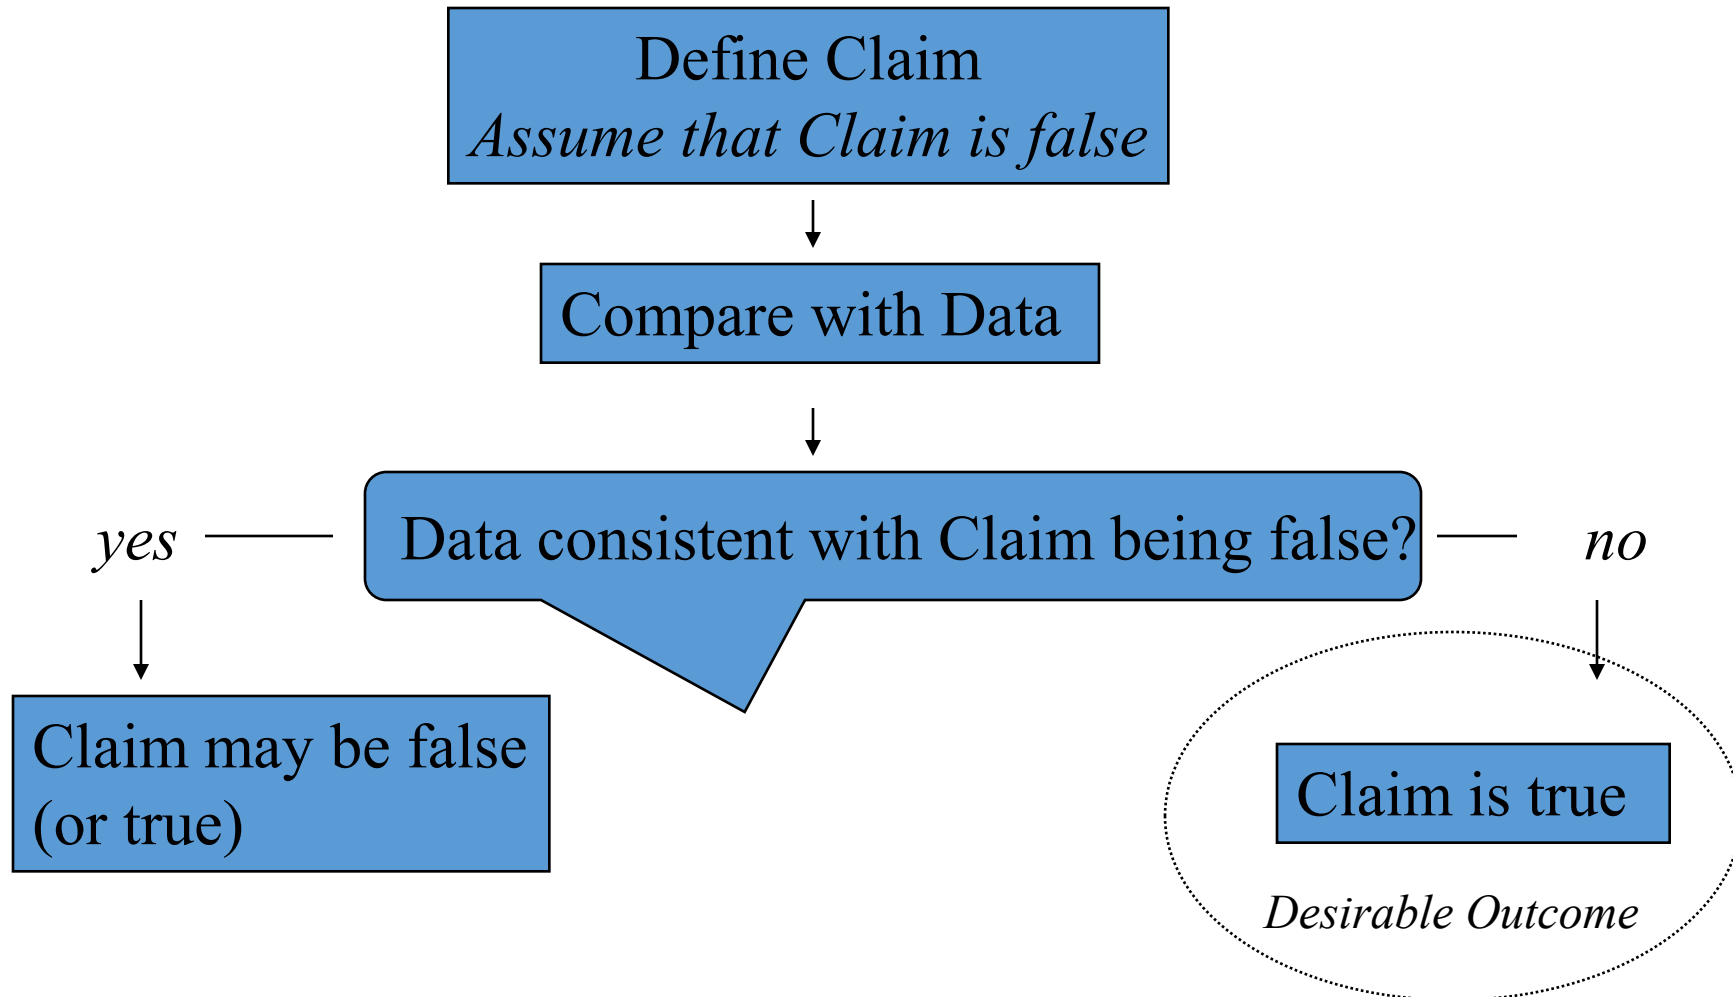 Define Claim
Assume that Claim is false
Compare with Data
yes
Data consistent with Claim being false?
no
Claim may be false
(or true)
Claim is true
Desirable Outcome